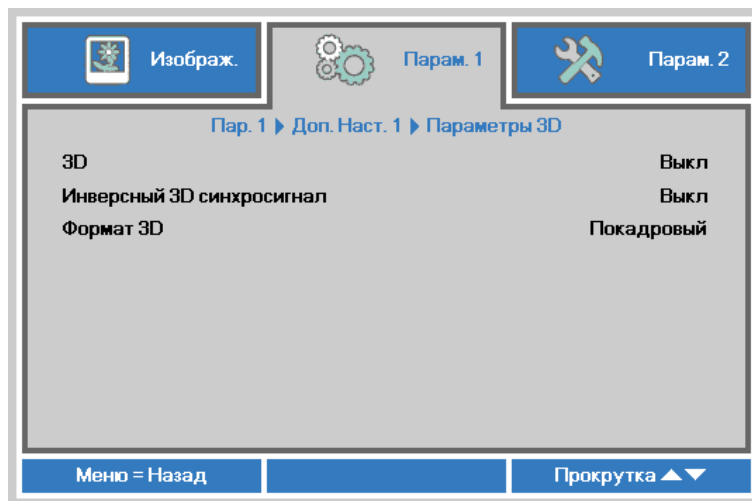 Изображ.
Парам. 1
Парам. 2
Пар. 1 ▶ Доп. Наст. 1 ▶ Параметры 3D
3D Выкл
Инверсный 3D синхросигнал Выкл
Формат 3D Покадровый
Меню = Назад
Прокрутка ▲▼